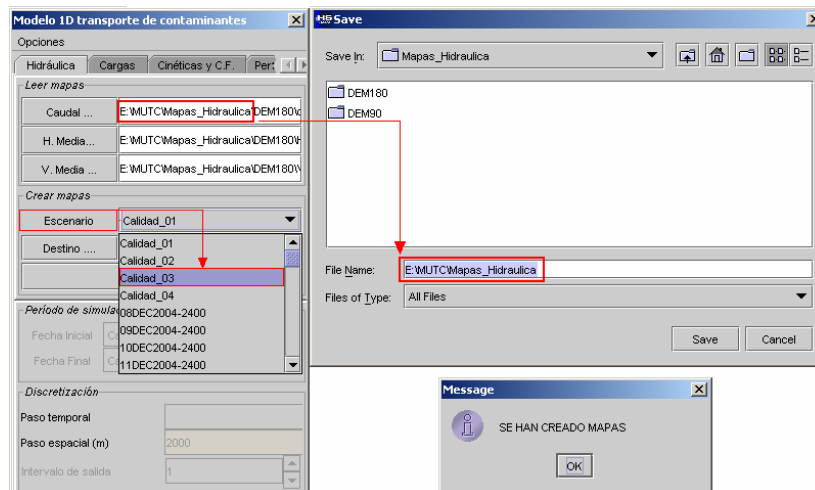 Modelo 1D transporte de contaminantes
Opciones
Hidráulica Cargas Cinéticas y C.F.
Leer mapas
Caudal ... E:\MUTC\Mapas_Hidraulica\DEM180\
H. Media... E:\MUTC\Mapas_Hidraulica\DEM180\
V. Media ... E:\MUTC\Mapas_Hidraulica\DEM180\
Crear mapas
Escenario Calidad_01
Destino ....
Calidad_01
Calidad_02
Calidad_03
Calidad_04
08DEC2004-2400
09DEC2004-2400
10DEC2004-2400
11DEC2004-2400
Período de simula
Fecha Inicial
Fecha Final
Discretización
Paso temporal
Paso espacial (m) 2000
Intervalo de salida 1
Save
Save In: Mapas_Hidraulica
DEM180
DEM90
File Name: E:\MUTC\Mapas_Hidraulica
Files of Type: All Files
Save Cancel
Message
SE HAN CREADO MAPAS
OK